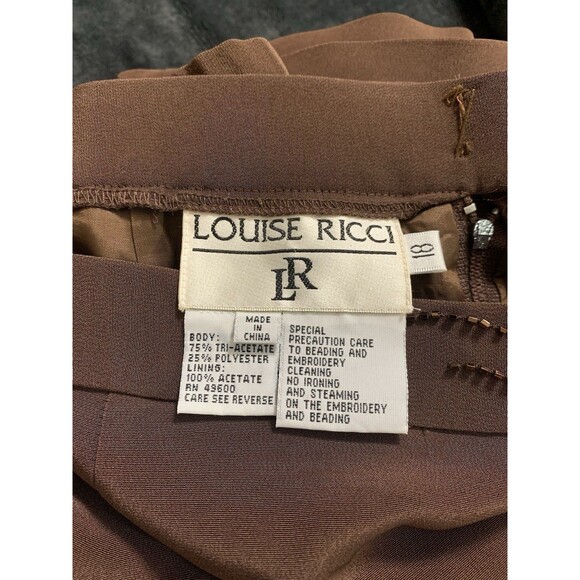 LOUISE RICCI
LR
18
MADE
IN
CHINA
BODY:
75% TRI-ACETATE
25% POLYESTER
LINING:
100% ACETATE
RN 49600
CARE SEE REVERSE
SPECIAL
PRECAUTION CARE
TO BEADING AND
EMBROIDERY
CLEANING
NO IRONING
AND STEAMING
ON THE EMBROIDERY
AND BEADING